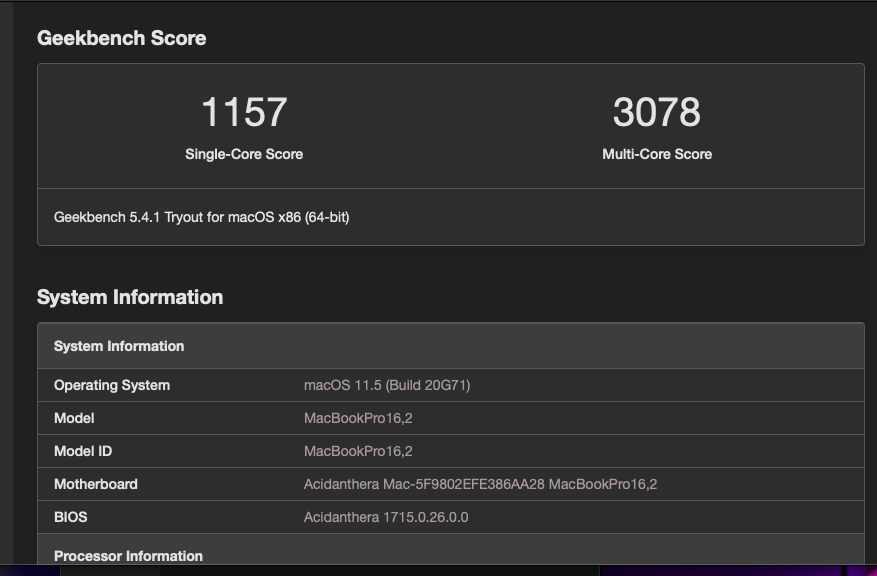 Geekbench Score
1157 3078
Single-Core Score Multi-Core Score
Geekbench 5.4.1 Tryout for macOS x86 (64-bit)
System Information
System Information
Operating System macOS 11.5 (Build 20G71)
Model MacBookPro16,2
Model ID MacBookPro16,2
Motherboard Acidanthera Mac-5F9802EFE386AA28 MacBookPro16,2
BIOS Acidanthera 1715.0.26.0.0
Processor Information